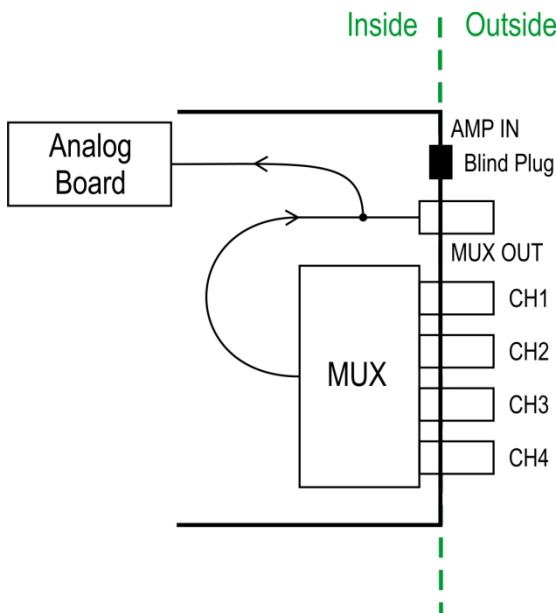 Inside
Outside
AMP IN
Blind Plug
Analog
Board
MUX OUT
CH1
CH2
MUX
CH3
CH4